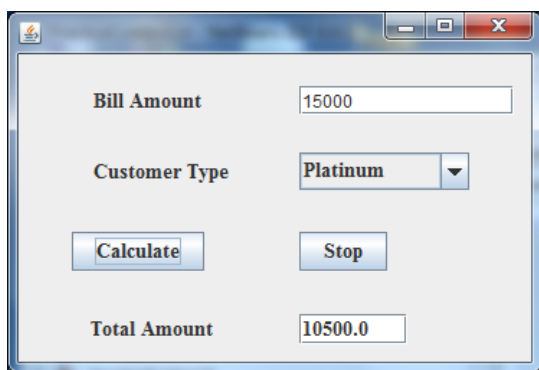 Bill Amount 15000
Customer Type Platinum
Calculate Stop
Total Amount 10500.0